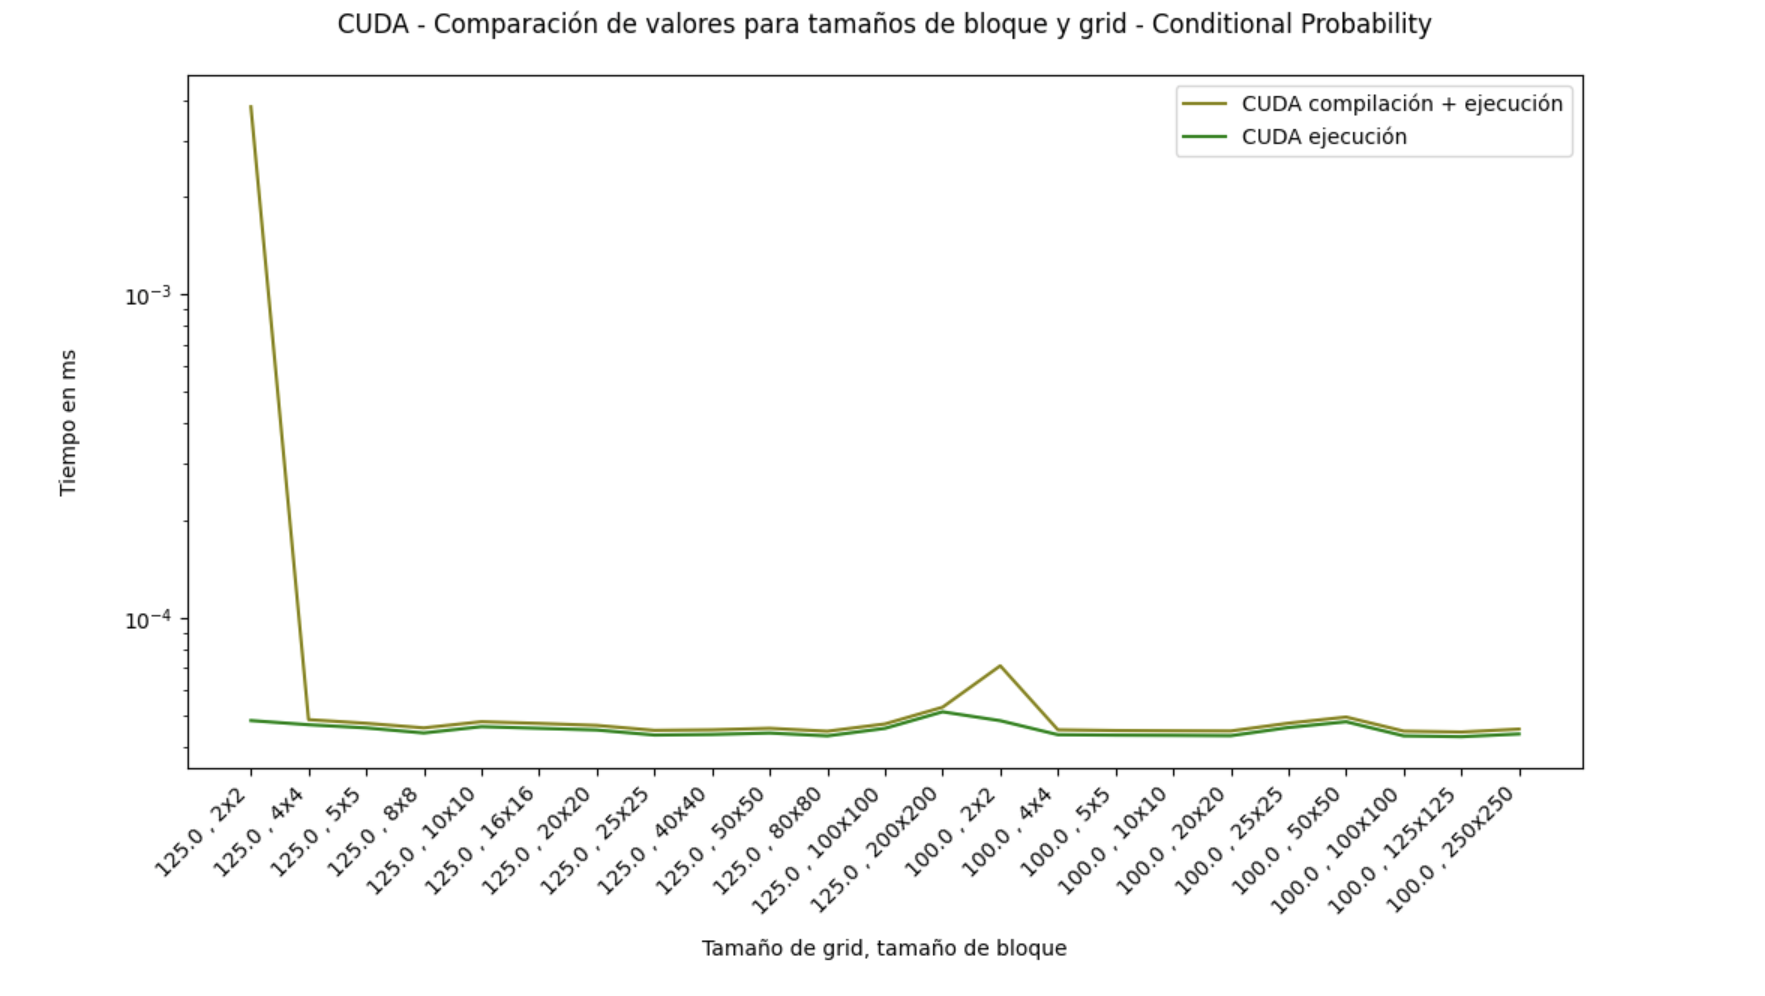 CUDA - Comparación de valores para tamaños de bloque y grid - Conditional Probability
CUDA compilación + ejecución
CUDA ejecución
10⁻³
10⁻⁴
Tiempo en ms
125.0 , 2x2
125.0 , 4x4
125.0 , 5x5
125.0 , 8x8
125.0 , 10x10
125.0 , 16x16
125.0 , 20x20
125.0 , 25x25
125.0 , 40x40
125.0 , 50x50
125.0 , 80x80
125.0 , 100x100
125.0 , 200x200
100.0 , 2x2
100.0 , 4x4
100.0 , 5x5
100.0 , 10x10
100.0 , 20x20
100.0 , 25x25
100.0 , 50x50
100.0 , 100x100
100.0 , 125x125
100.0 , 250x250
Tamaño de grid, tamaño de bloque